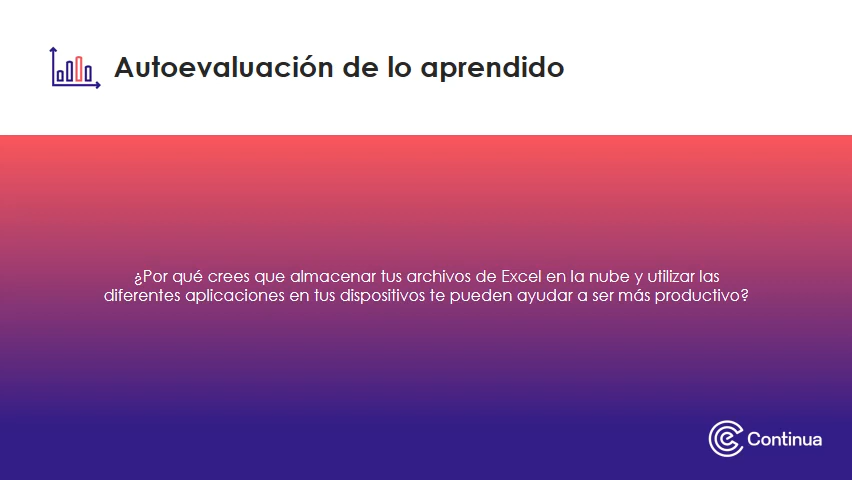 Autoevaluación de lo aprendido
¿Por qué crees que almacenar tus archivos de Excel en la nube y utilizar las
diferentes aplicaciones en tus dispositivos te pueden ayudar a ser más productivo?
Continua